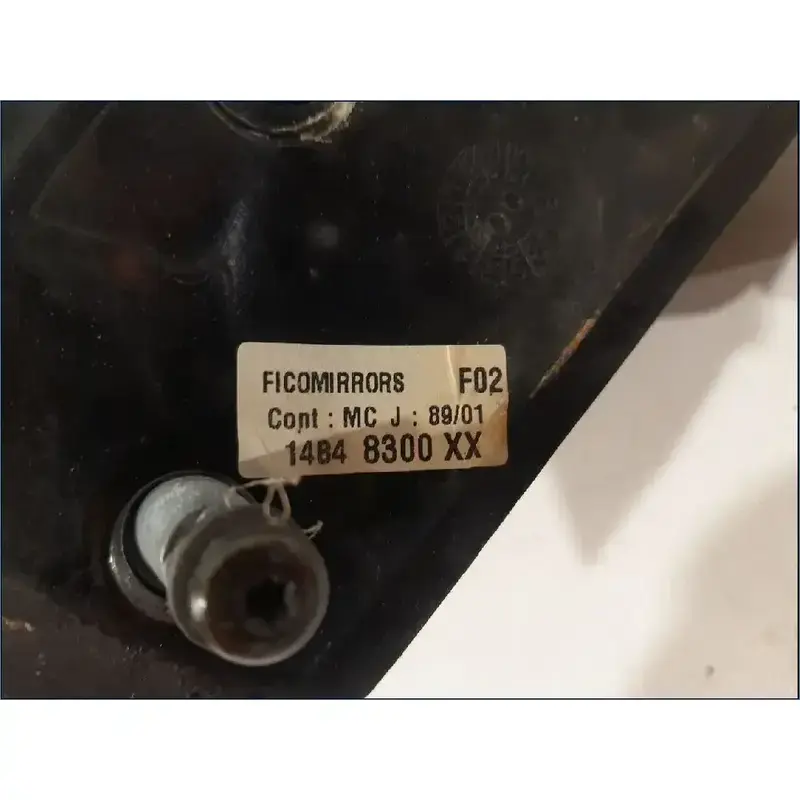 FICOMIRRORS F02
Cont : MC J : 89/01
1484 8300 XX